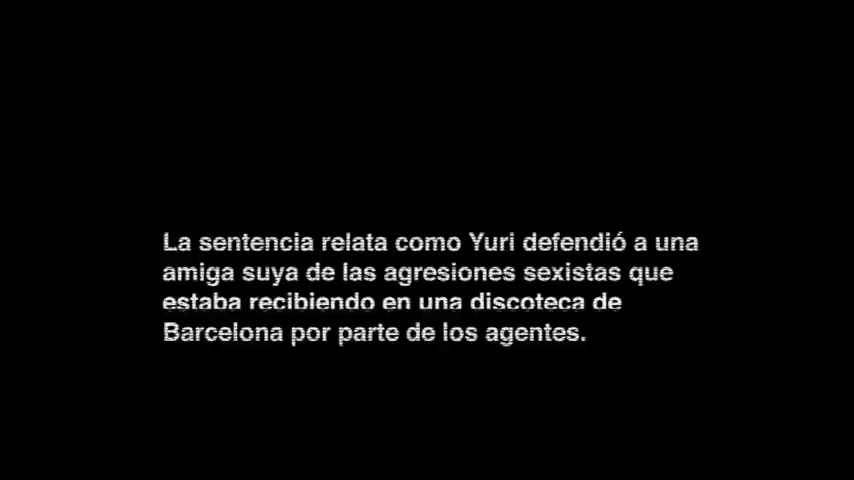 La sentencia relata como Yuri defendió a una
amiga suya de las agresiones sexistas que
estaba recibiendo en una discoteca de
Barcelona por parte de los agentes.